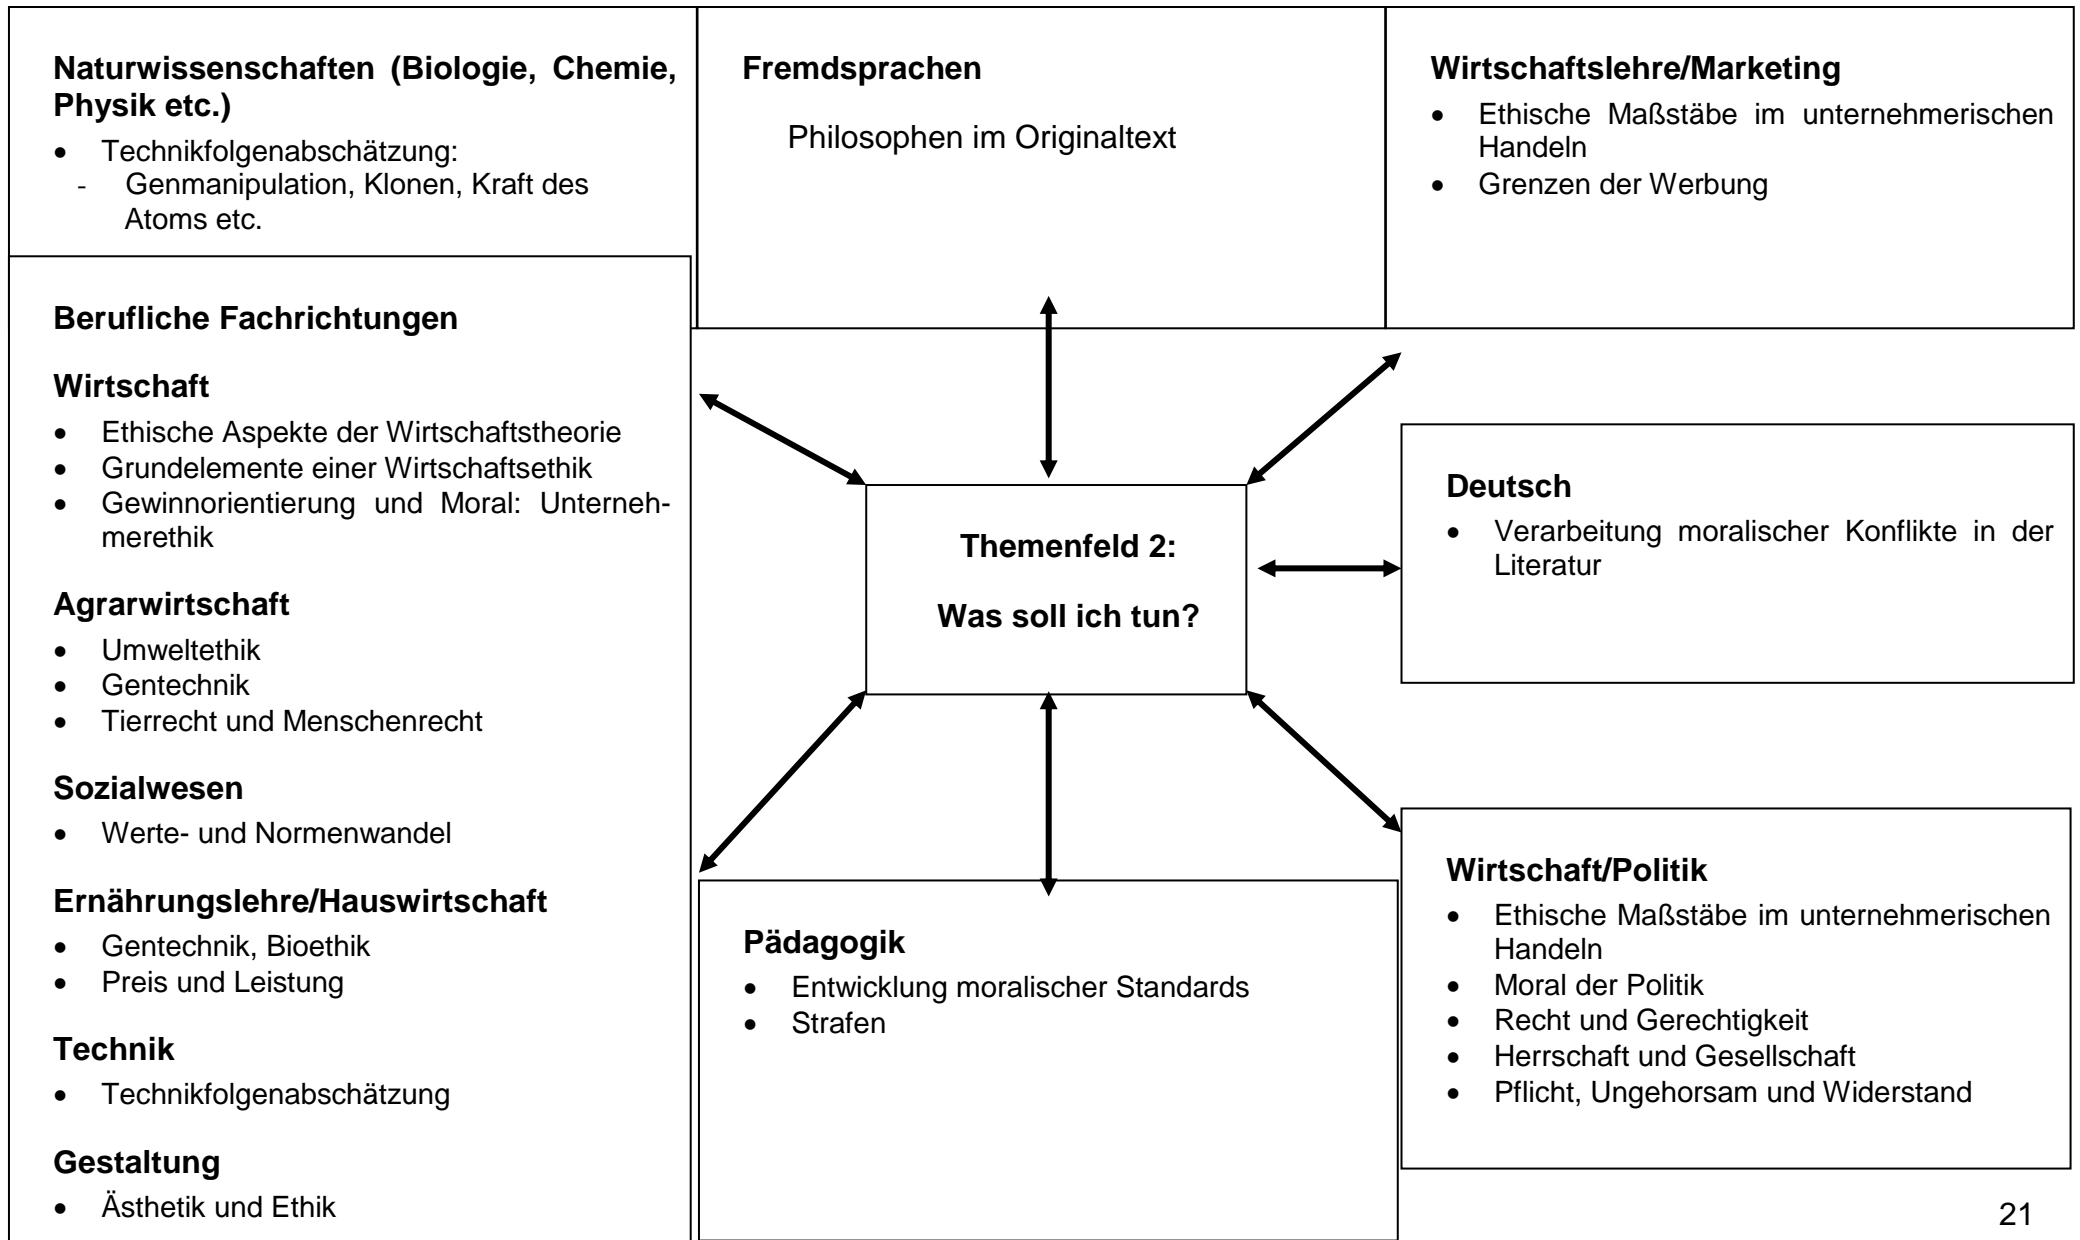 Naturwissenschaften (Biologie, Chemie,
Physik etc.)
• Technikfolgenabschätzung:
- Genmanipulation, Klonen, Kraft des
Atoms etc.
Fremdsprachen
Philosophen im Originaltext
Wirtschaftslehre/Marketing
• Ethische Maßstäbe im unternehmerischen
Handeln
• Grenzen der Werbung
Berufliche Fachrichtungen
Wirtschaft
• Ethische Aspekte der Wirtschaftstheorie
• Grundelemente einer Wirtschaftsethik
• Gewinnorientierung und Moral: Unterneh-
merethik
Agrarwirtschaft
• Umweltethik
• Gentechnik
• Tierrecht und Menschenrecht
Sozialwesen
• Werte- und Normenwandel
Ernährungslehre/Hauswirtschaft
• Gentechnik, Bioethik
• Preis und Leistung
Technik
• Technikfolgenabschätzung
Gestaltung
• Ästhetik und Ethik
Themenfeld 2:
Was soll ich tun?
Deutsch
• Verarbeitung moralischer Konflikte in der
Literatur
Pädagogik
• Entwicklung moralischer Standards
• Strafen
Wirtschaft/Politik
• Ethische Maßstäbe im unternehmerischen
Handeln
• Moral der Politik
• Recht und Gerechtigkeit
• Herrschaft und Gesellschaft
• Pflicht, Ungehorsam und Widerstand
21